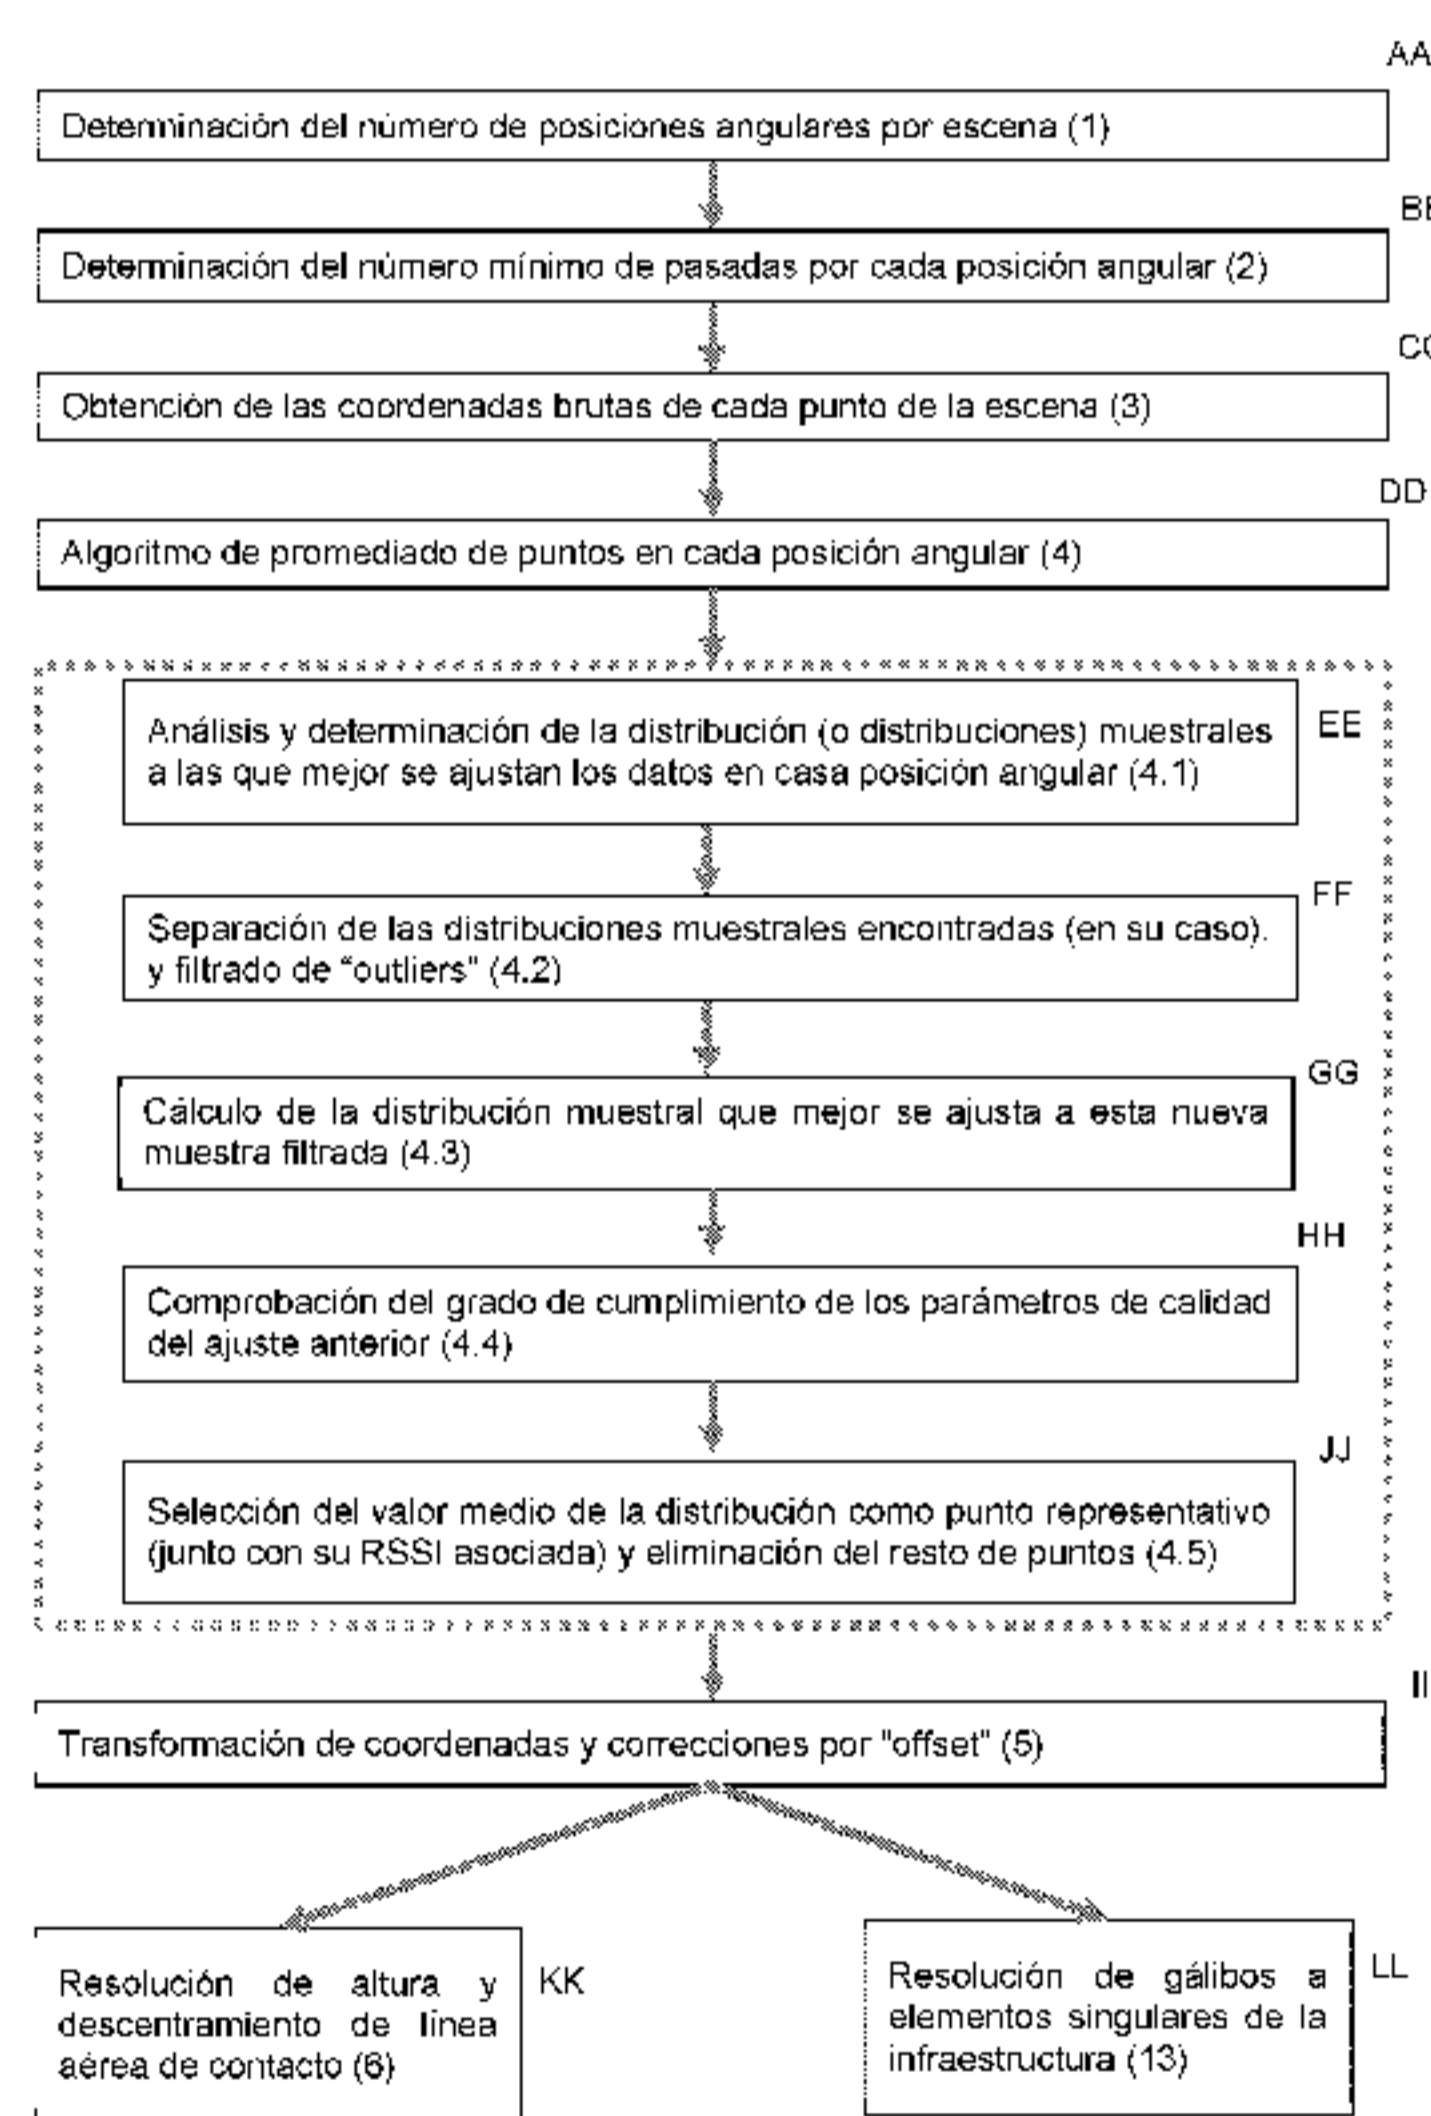 AA
Determinación del número de posiciones angulares por escena (1)
BB
Determinación del número mínimo de pasadas por cada posición angular (2)
CC
Obtención de las coordenadas brutas de cada punto de la escena (3)
DD
Algoritmo de promediado de puntos en cada posición angular (4)
EE
Análisis y determinación de la distribución (o distribuciones) muestrales
a las que mejor se ajustan los datos en casa posición angular (4.1)
FF
Separación de las distribuciones muestrales encontradas (en su caso).
y filtrado de “outliers” (4.2)
GG
Cálculo de la distribución muestral que mejor se ajusta a esta nueva
muestra filtrada (4.3)
HH
Comprobación del grado de cumplimiento de los parámetros de calidad
del ajuste anterior (4.4)
JJ
Selección del valor medio de la distribución como punto representativo
(junto con su RSSI asociada) y eliminación del resto de puntos (4.5)
II
Transformación de coordenadas y correcciones por "offset" (5)
Resolución de altura y
descentramiento de línea
aérea de contacto (6)
KK
Resolución de gálibos a
elementos singulares de la
infraestructura (13)
LL